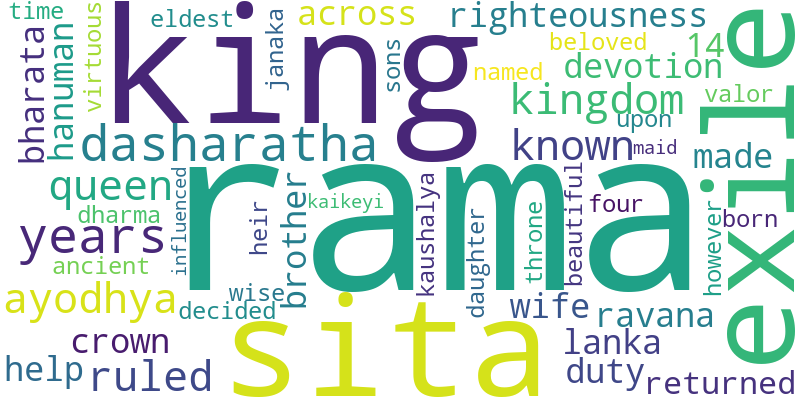 time
eldest
across
righteousness
king
exile
bharata
hanuman
virtuous
janaka
sons
named
beloved
14
devotion
kingdom
valor
upon
dasharatha
known
maid
made
rama
queen
dharma
influenced
heir
brother
kaikeyi
kaushalya
daughter
throne
beautiful
four
however
born
years
ancient
ayodhya
wise
decided
sita
wife
ravana
crown
lanka
help
ruled
duty
returned